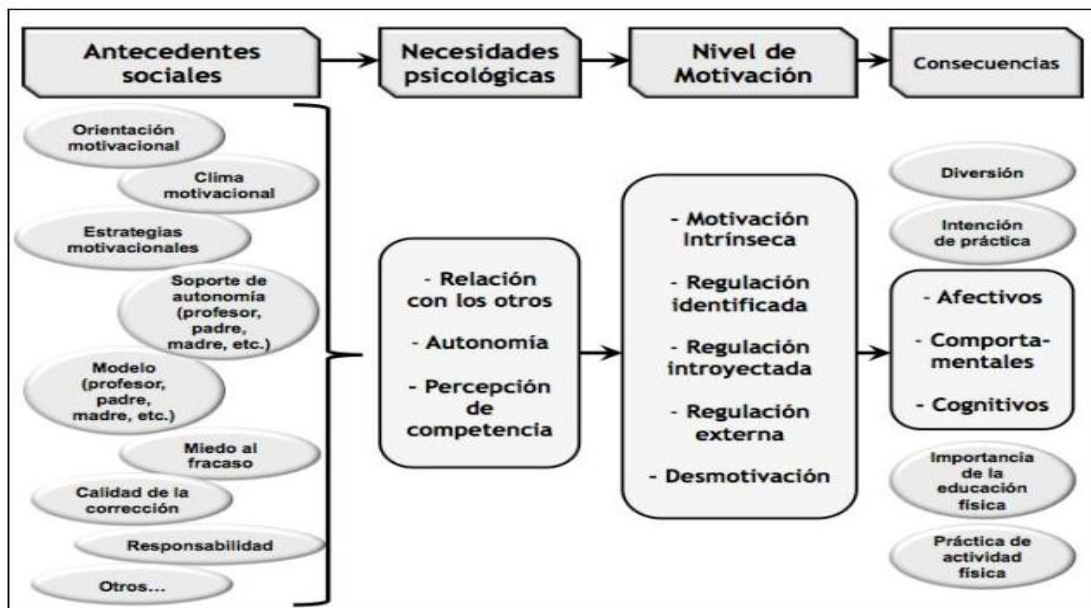 Antecedentes
sociales
Necesidades
psicológicas
Nivel de
Motivación
Consecuencias
Orientación
motivacional
Clima
motivacional
Estrategias
motivacionales
Soporte de
autonomía
(profesor,
padre,
madre, etc.)
Modelo
(profesor,
padre,
madre, etc.)
Miedo al
fracaso
Calidad de la
corrección
Responsabilidad
Otros...
- Relación
con los otros
- Autonomía
- Percepción
de
competencia
- Motivación
Intrínseca
- Regulación
identificada
- Regulación
introyectada
- Regulación
externa
- Desmotivación
Diversión
Intención
de práctica
- Afectivos
- Comporta-
mentales
- Cognitivos
Importancia
de la
educación
física
Práctica de
actividad
física